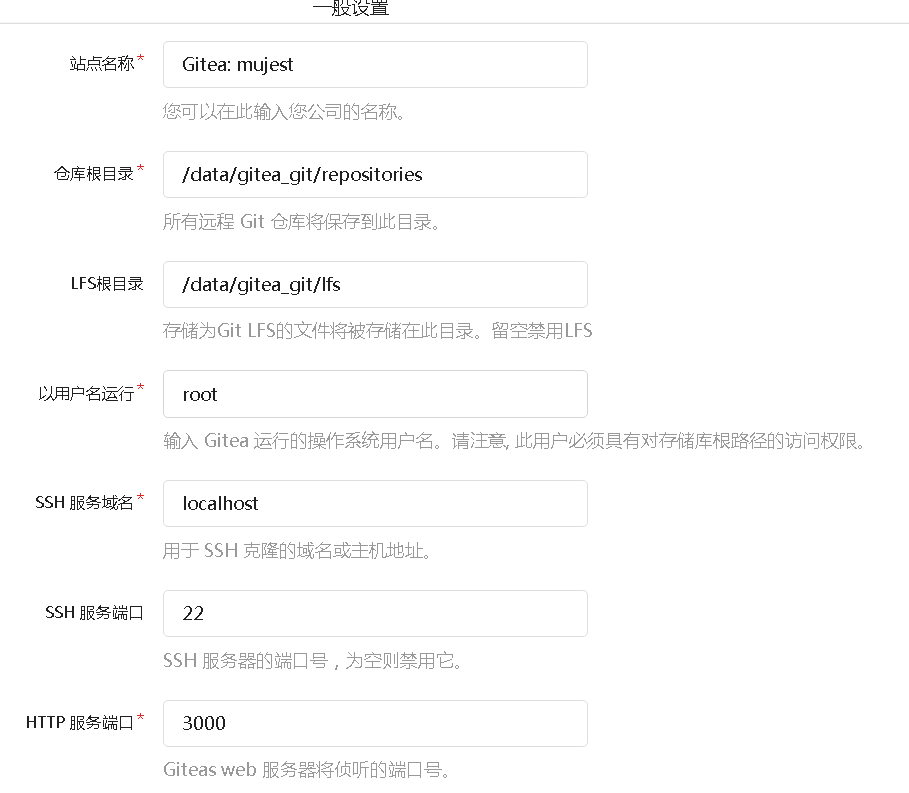 一般设置
站点名称*
Gitea: mujest
您可以在此输入您公司的名称。
仓库根目录*
/data/gitea_git/repositories
所有远程 Git 仓库将保存到此目录。
LFS根目录
/data/gitea_git/lfs
存储为Git LFS的文件将被存储在此目录。留空禁用LFS
以用户名运行*
root
输入 Gitea 运行的操作系统用户名。请注意, 此用户必须具有对存储库根路径的访问权限。
SSH 服务域名*
localhost
用于 SSH 克隆的域名或主机地址。
SSH 服务端口
22
SSH 服务器的端口号，为空则禁用它。
HTTP 服务端口*
3000
Giteas web 服务器将侦听的端口号。